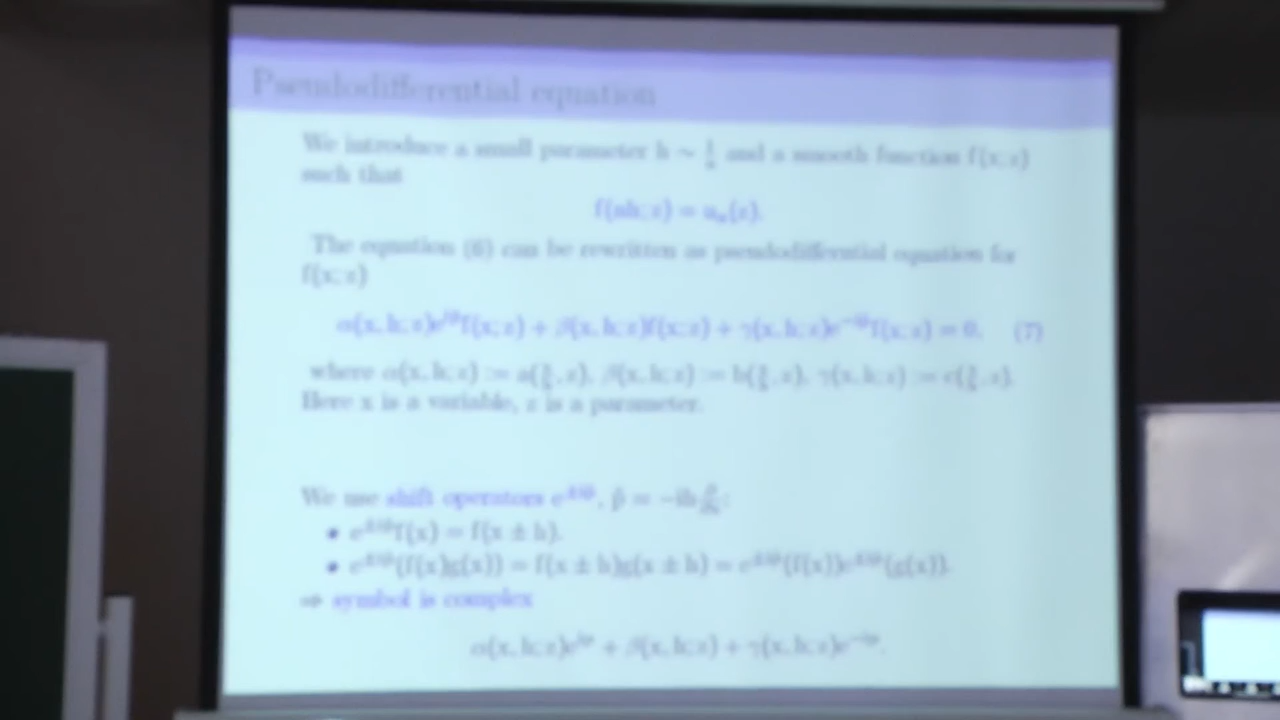 Pseudodifferential equation
We introduce a small parameter h ~ 1/n and a smooth function f(x; z)
such that
f(nh; z) = uₙ(z).
The equation (6) can be rewritten as pseudodifferential equation for
f(x; z)
α(x, h; z)e^{ip̂}f(x; z) + β(x, h; z)f(x; z) + γ(x, h; z)e^{−ip̂}f(x; z) = 0, (7)
where α(x, h; z) := a(x/h, z), β(x, h; z) := b(x/h, z), γ(x, h; z) := c(x/h, z).
Here x is a variable, z is a parameter.
We use shift operators e^{±ip̂}, p̂ = −ih ∂/∂x:
• e^{±ip̂}f(x) = f(x ± h).
• e^{±ip̂}(f(x)g(x)) = f(x ± h)g(x ± h) = e^{±ip̂}(f(x))e^{±ip̂}(g(x)).
⇒ symbol is complex
α(x, h; z)e^{ip} + β(x, h; z) + γ(x, h; z)e^{−ip}.